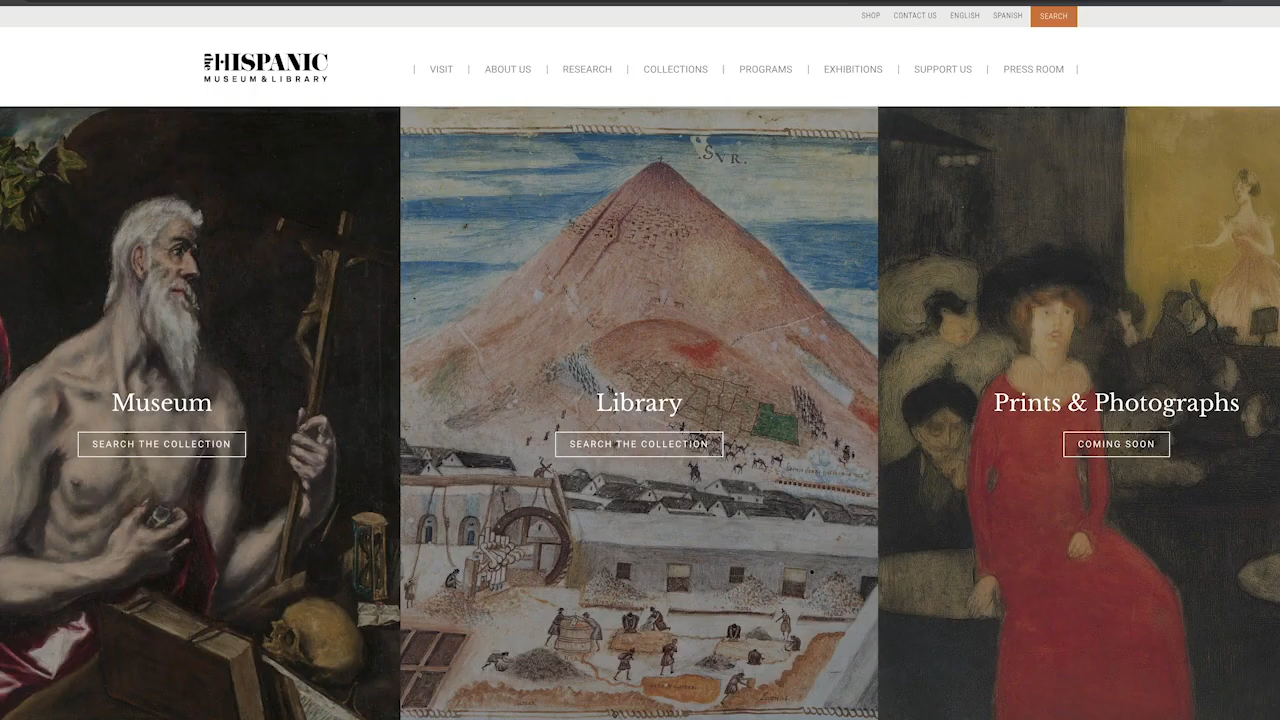 SHOP CONTACT US ENGLISH SPANISH SEARCH
the HISPANIC
MUSEUM & LIBRARY
| VISIT | ABOUT US | RESEARCH | COLLECTIONS | PROGRAMS | EXHIBITIONS | SUPPORT US | PRESS ROOM |
.SVR.
Museum
SEARCH THE COLLECTION
Library
SEARCH THE COLLECTION
Prints & Photographs
COMING SOON